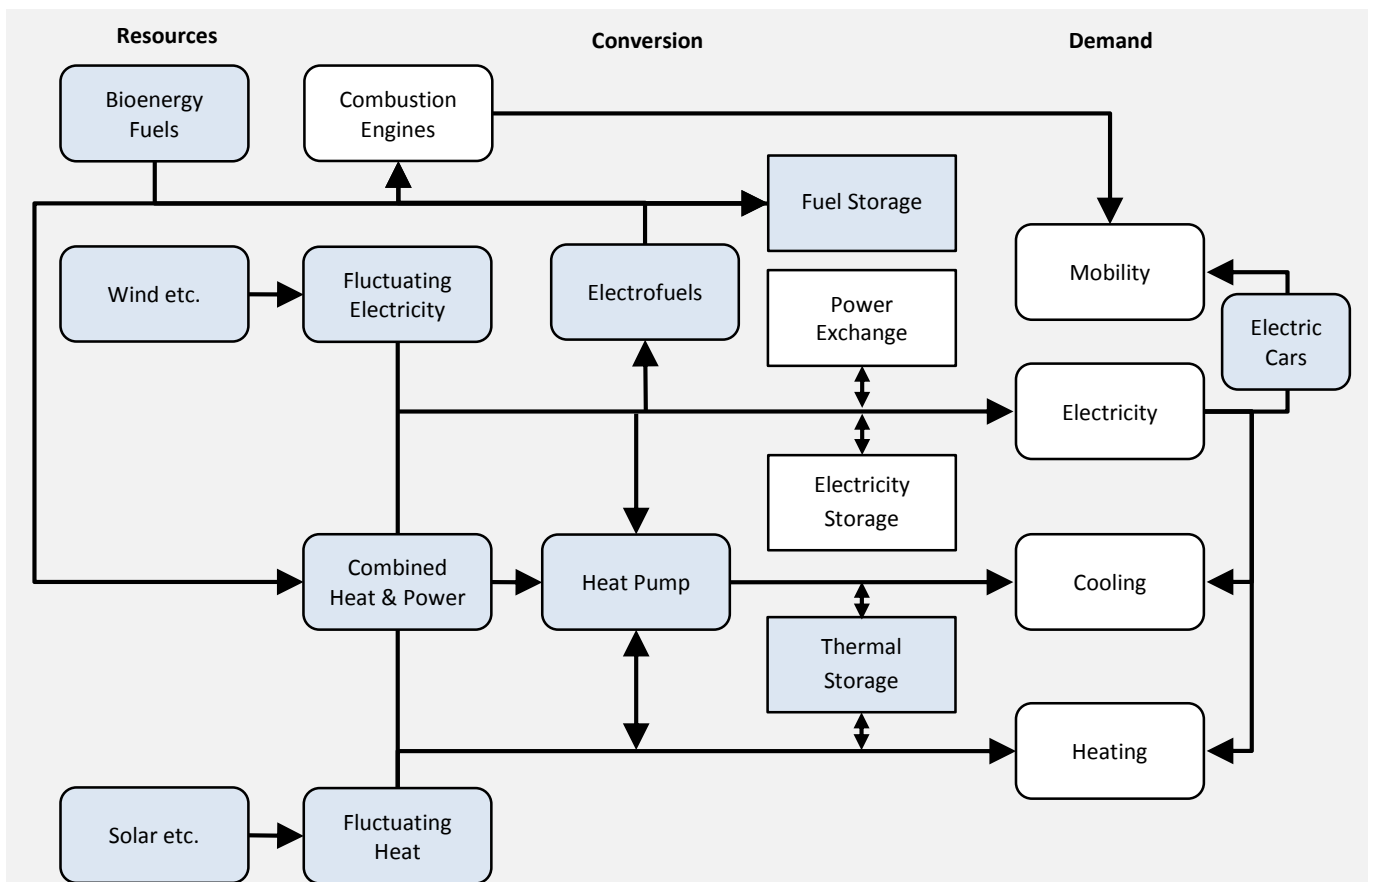 Resources
Conversion
Demand
Bioenergy
Fuels
Combustion
Engines
Fuel Storage
Mobility
Wind etc.
Fluctuating
Electricity
Electrofuels
Power
Exchange
Electric
Cars
Electricity
Electricity
Storage
Combined
Heat & Power
Heat Pump
Cooling
Thermal
Storage
Heating
Solar etc.
Fluctuating
Heat